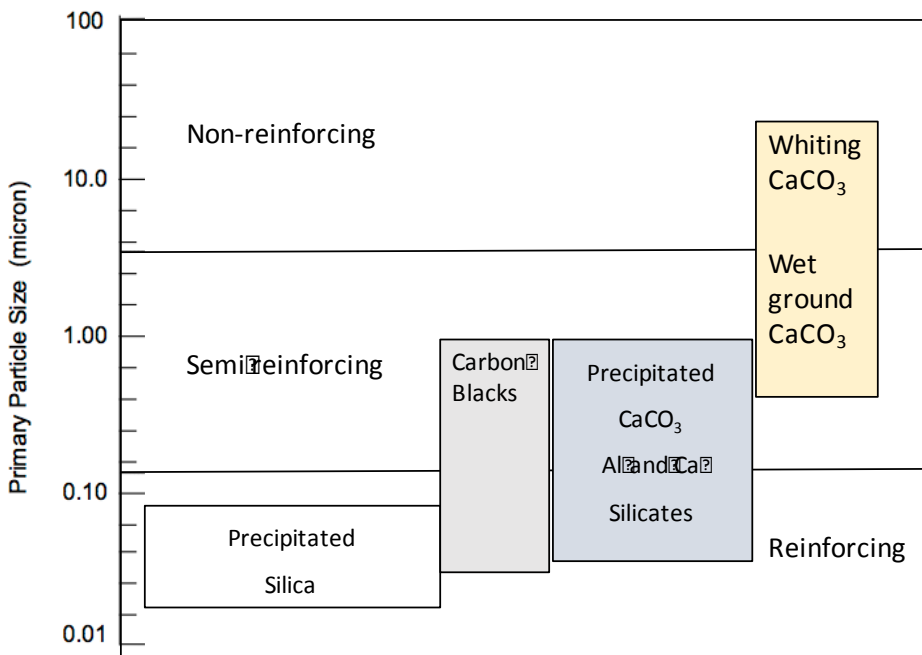 Primary Particle Size (micron)
100
10.0
1.00
0.10
0.01
Non-reinforcing
Semi⍰reinforcing
Reinforcing
Precipitated
Silica
Carbon⍰
Blacks
Precipitated
CaCO₃
Al⍰and⍰Ca⍰
Silicates
Whiting
CaCO₃
Wet
ground
CaCO₃